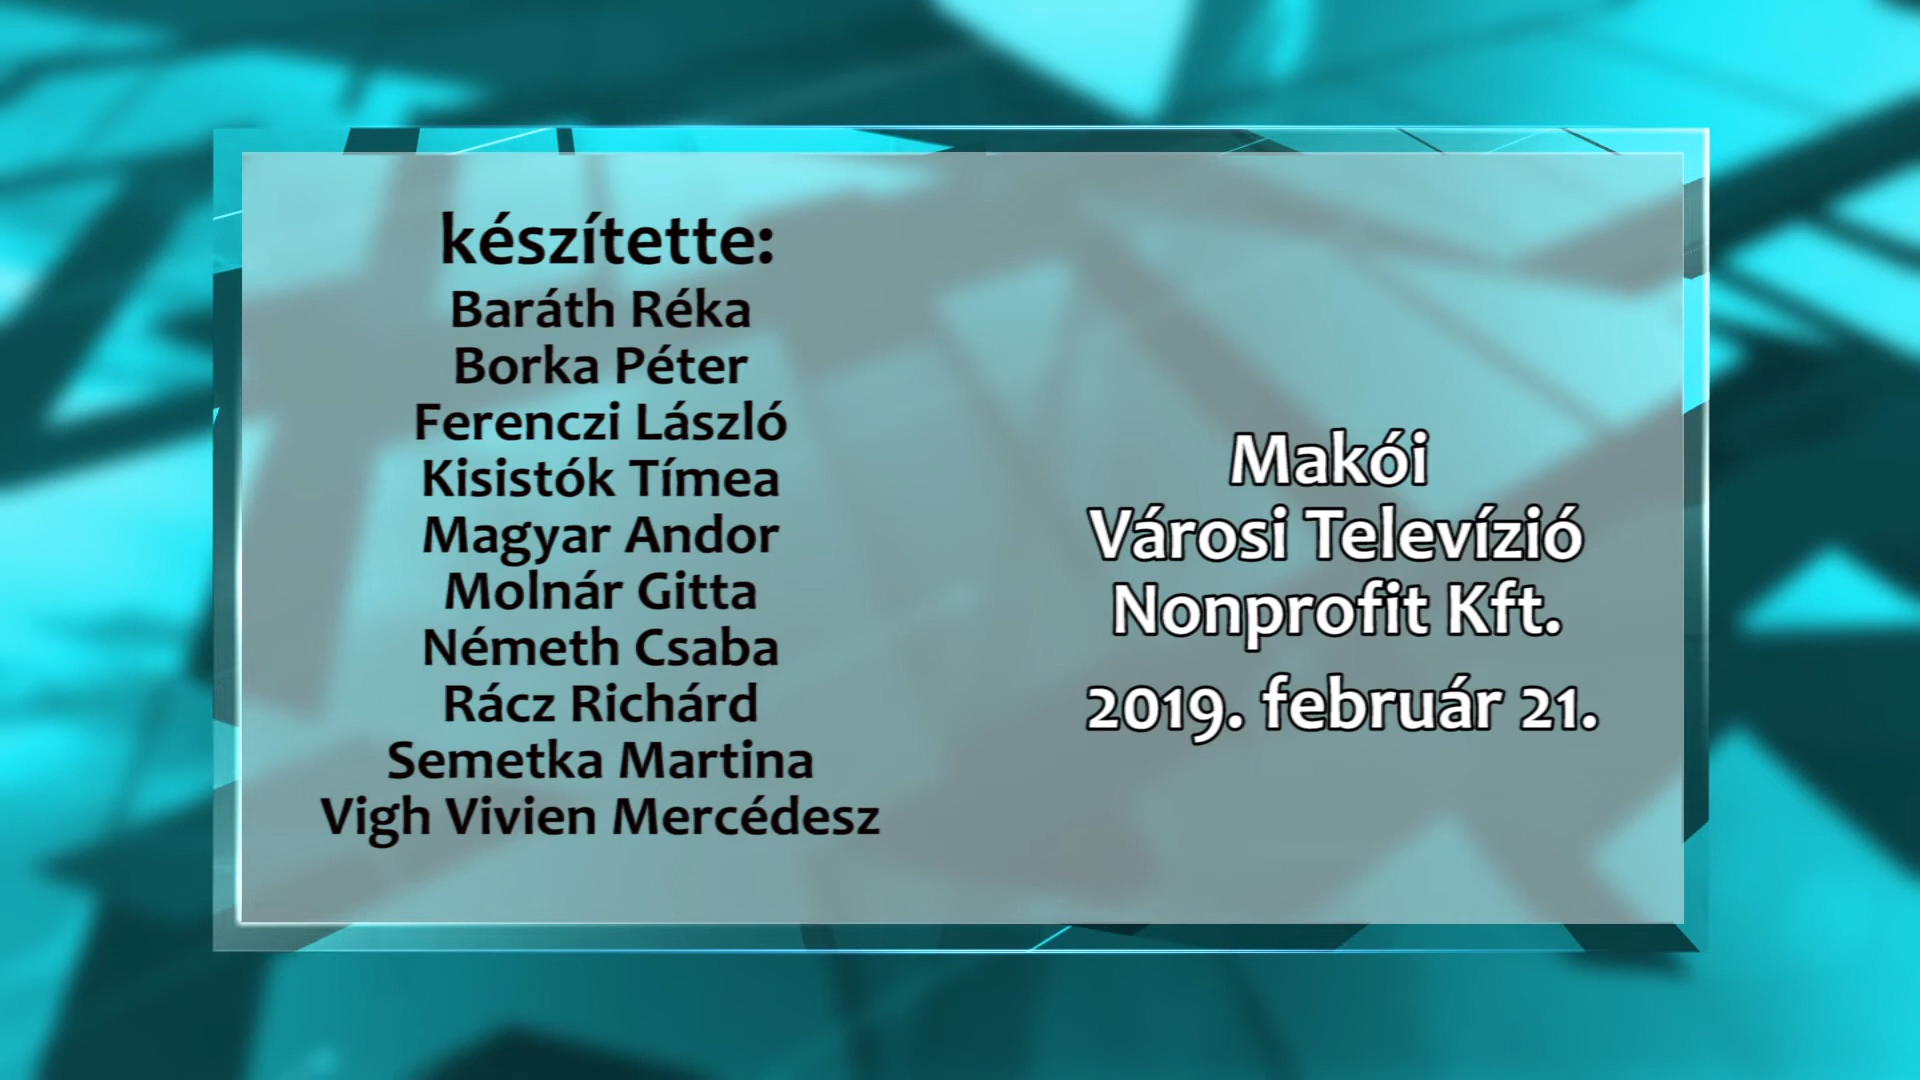 készítette:
Baráth Réka
Borka Péter
Ferenczi László
Kisistók Tímea
Magyar Andor
Molnár Gitta
Németh Csaba
Rácz Richárd
Semetka Martina
Vigh Vivien Mercédesz
Makói
Városi Televízió
Nonprofit Kft.
2019. február 21.